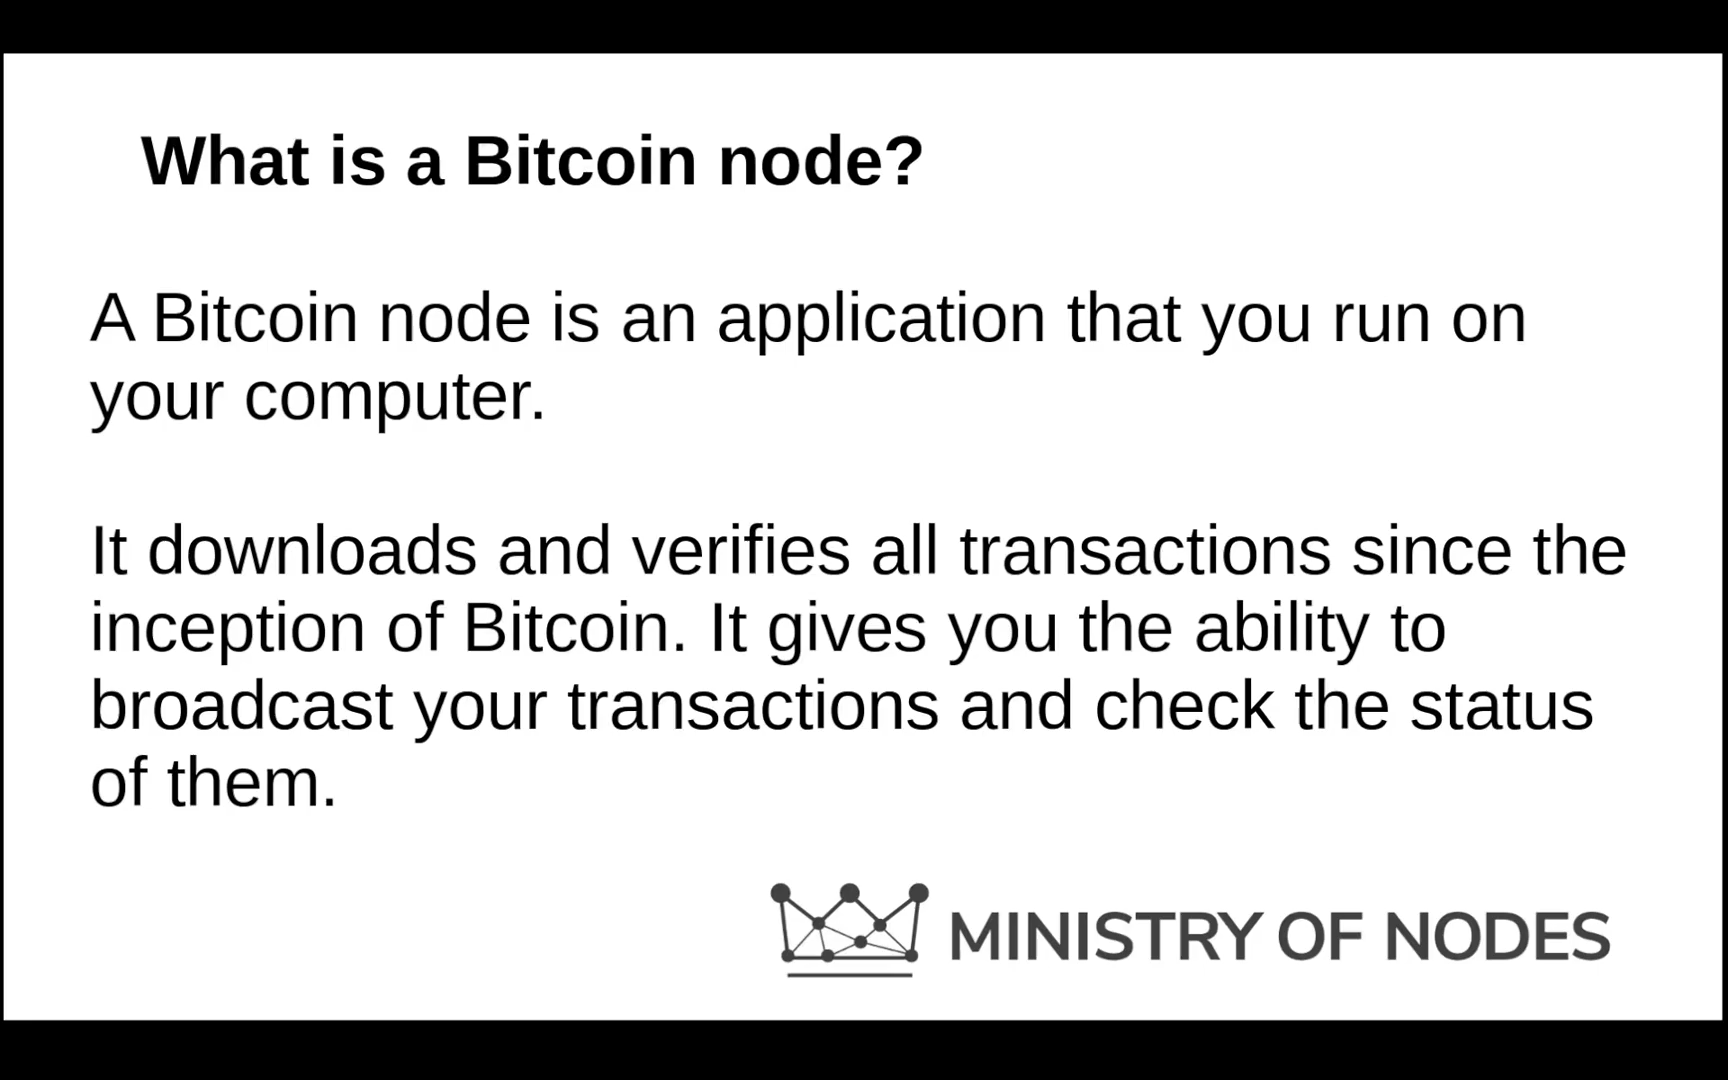 What is a Bitcoin node?
A Bitcoin node is an application that you run on
your computer.
It downloads and verifies all transactions since the
inception of Bitcoin. It gives you the ability to
broadcast your transactions and check the status
of them.
MINISTRY OF NODES